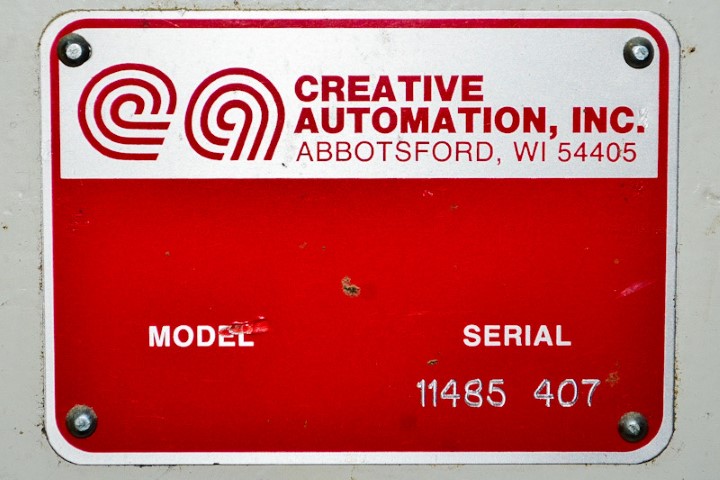 CREATIVE
AUTOMATION, INC.
ABBOTSFORD, WI 54405
MODEL SERIAL
11485 407